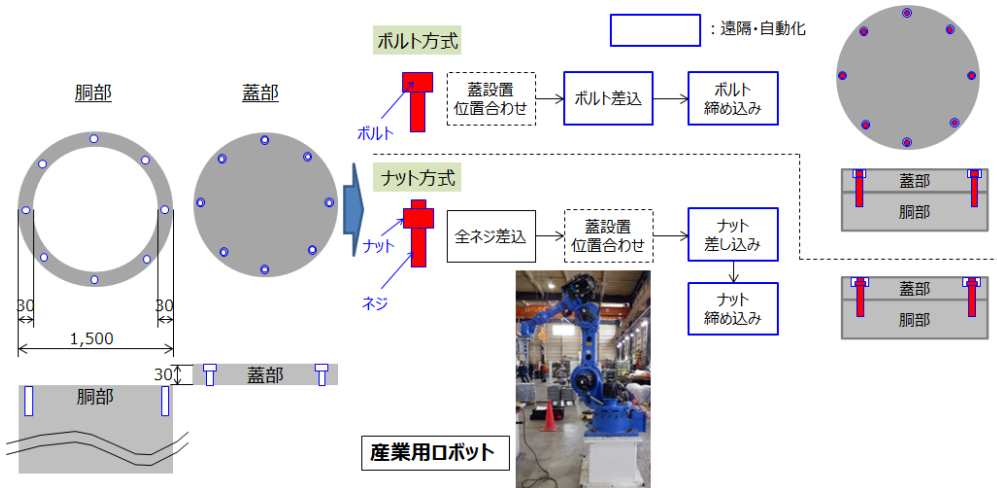 胴部
蓋部
30
30
1,500
30
蓋部
胴部
ボルト方式
ボルト
蓋設置
位置合わせ
ボルト差込
ボルト
締め込み
:遠隔・自動化
ナット方式
ナット
ネジ
全ネジ差込
蓋設置
位置合わせ
ナット
差し込み
ナット
締め込み
蓋部
胴部
蓋部
胴部
産業用ロボット